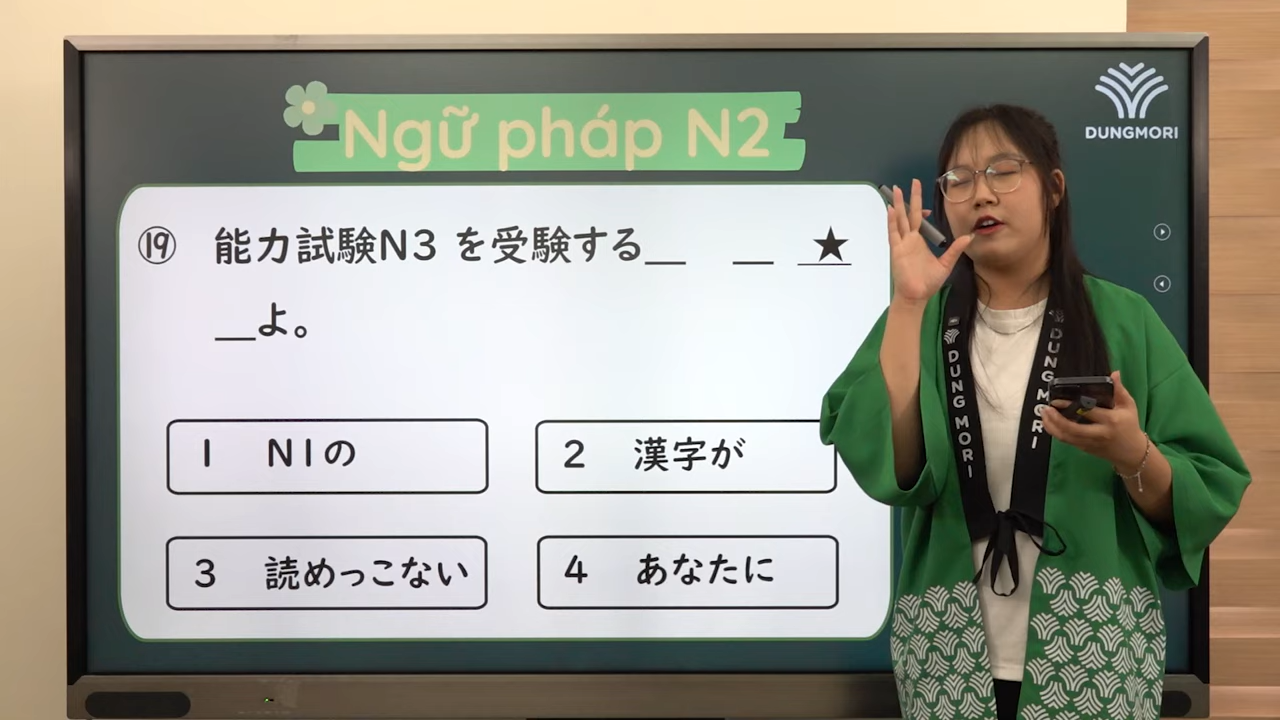 Ngữ pháp N2
DUNGMORI
⑲ 能力試験N3 を受験する__ __ ★
__よ。
1 N1の
2 漢字が
3 読めっこない
4 あなたに
DUNG MORI
DUNG MORI